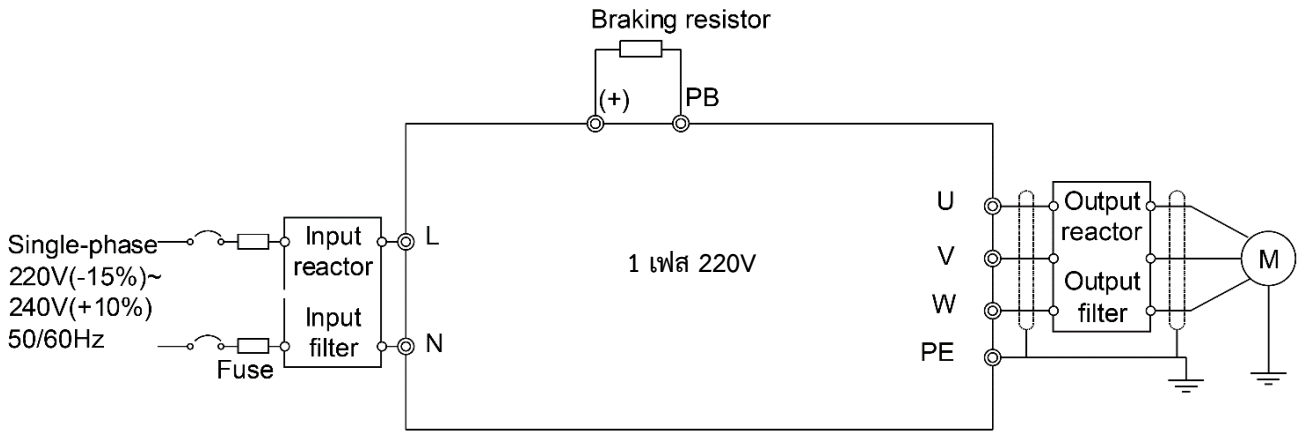 Braking resistor
(+)
PB
Single-phase
220V(-15%)~
240V(+10%)
50/60Hz
Fuse
Input
reactor
Input
filter
L
N
1 เฟส 220V
U
V
W
PE
Output
reactor
Output
filter
M